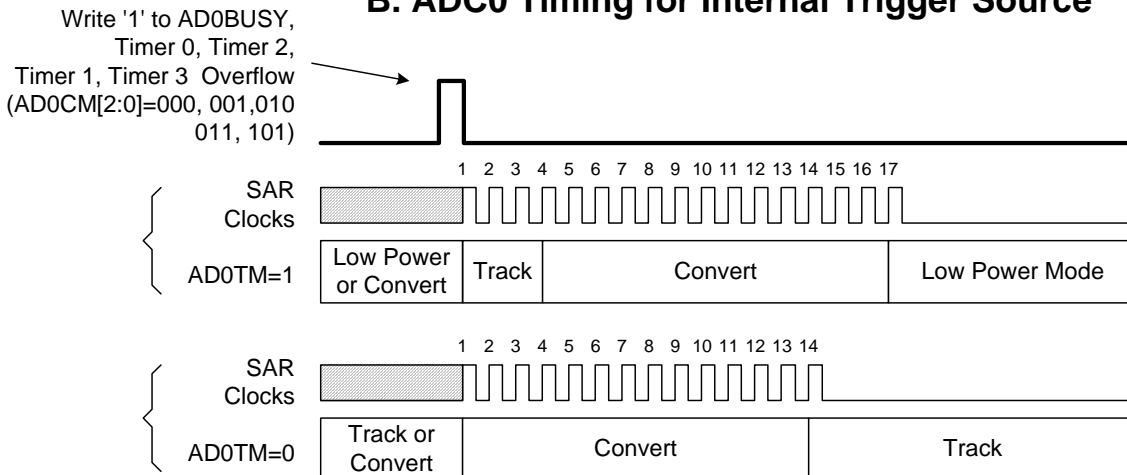 B. ADC0 Timing for Internal Trigger Source
Write '1' to AD0BUSY,
Timer 0, Timer 2,
Timer 1, Timer 3 Overflow
(AD0CM[2:0]=000, 001,010
011, 101)
1 2 3 4 5 6 7 8 9 10 11 12 13 14 15 16 17
SAR
Clocks
AD0TM=1
Low Power
or Convert
Track
Convert
Low Power Mode
1 2 3 4 5 6 7 8 9 10 11 12 13 14
SAR
Clocks
AD0TM=0
Track or
Convert
Convert
Track